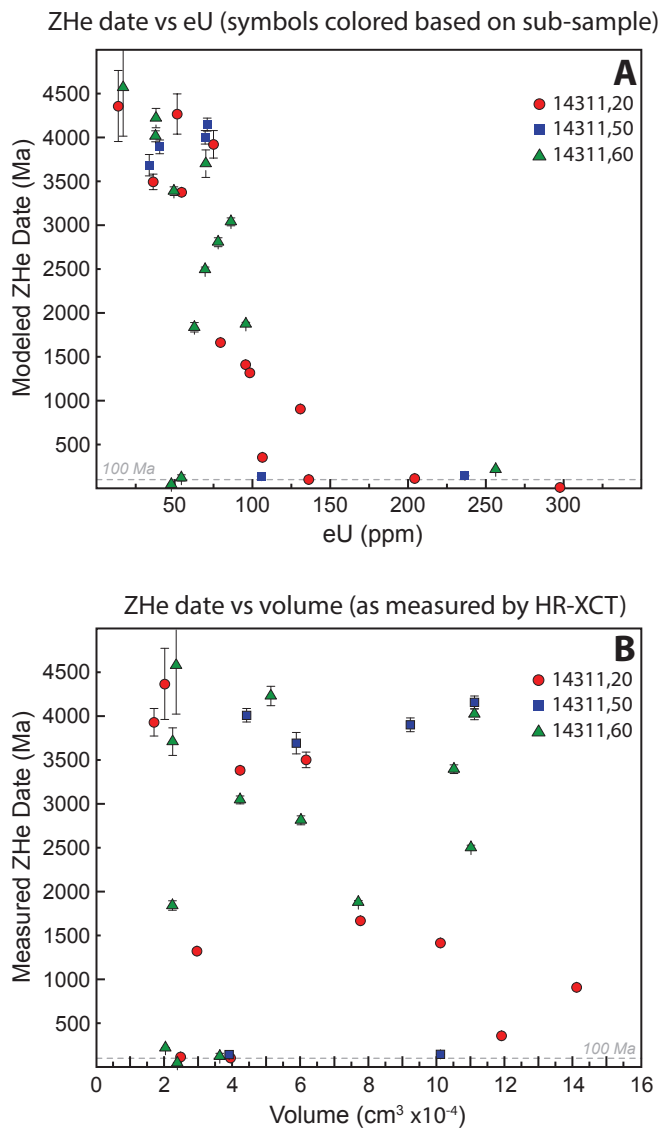 ZHe date vs eU (symbols colored based on sub-sample)
A
4500
4000
3500
3000
2500
2000
1500
1000
500
Modeled ZHe Date (Ma)
14311,20
14311,50
14311,60
100 Ma
50
100
150
200
250
300
eU (ppm)
ZHe date vs volume (as measured by HR-XCT)
B
4500
4000
3500
3000
2500
2000
1500
1000
500
Measured ZHe Date (Ma)
14311,20
14311,50
14311,60
100 Ma
0 2 4 6 8 10 12 14 16
Volume (cm³ x10⁻⁴)